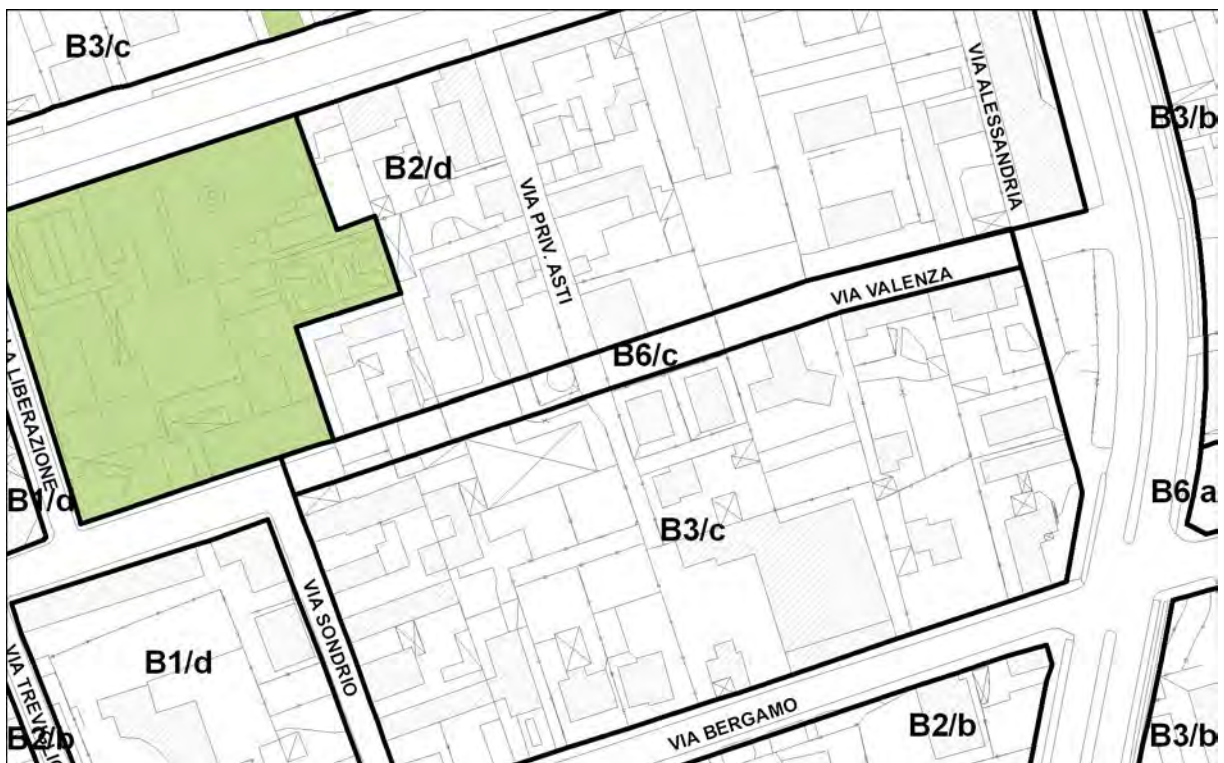 B3/c
B3/b
B2/d
VIA ALESSANDRIA
VIA PRIV. ASTI
VIA VALENZA
B6/c
LA LIBERAZIONE
B1/d
B6/a
B3/c
VIA SONDRIO
B1/d
B2/b
VIA BERGAMO
B2/b
B3/b